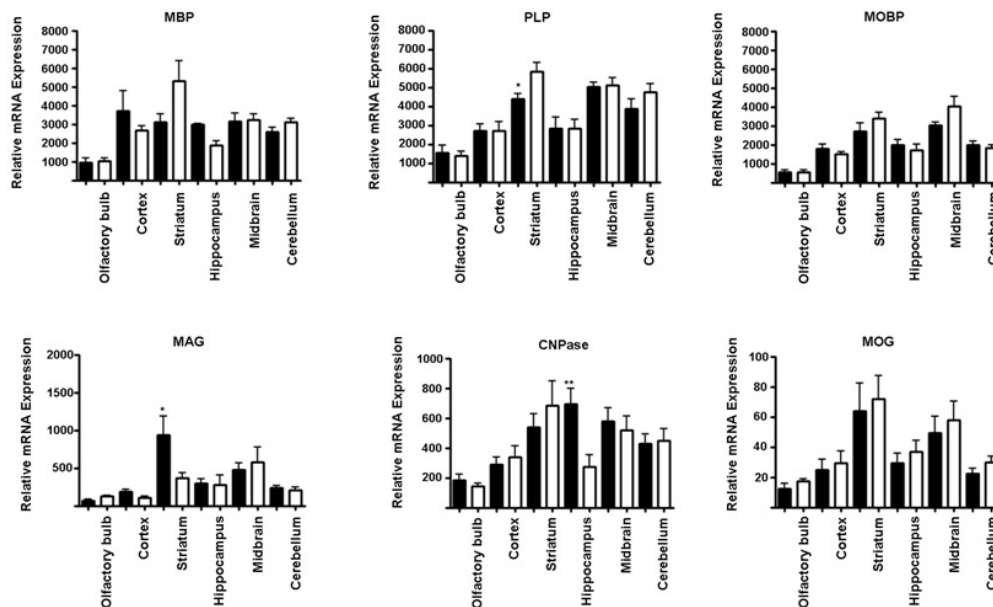 MBP
Relative mRNA Expression
8000
7000
6000
5000
4000
3000
2000
1000
Olfactory bulb
Cortex
Striatum
Hippocampus
Midbrain
Cerebellum
PLP
Relative mRNA Expression
8000
7000
6000
5000
4000
3000
2000
1000
*
Olfactory bulb
Cortex
Striatum
Hippocampus
Midbrain
Cerebellum
MOBP
Relative mRNA Expression
8000
7000
6000
5000
4000
3000
2000
1000
Olfactory bulb
Cortex
Striatum
Hippocampus
Midbrain
Cerebellum
MAG
Relative mRNA Expression
2000
1500
1000
500
*
Olfactory bulb
Cortex
Striatum
Hippocampus
Midbrain
Cerebellum
CNPase
Relative mRNA Expression
1000
800
600
400
200
**
Olfactory bulb
Cortex
Striatum
Hippocampus
Midbrain
Cerebellum
MOG
Relative mRNA Expression
100
80
60
40
20
Olfactory bulb
Cortex
Striatum
Hippocampus
Midbrain
Cerebellum